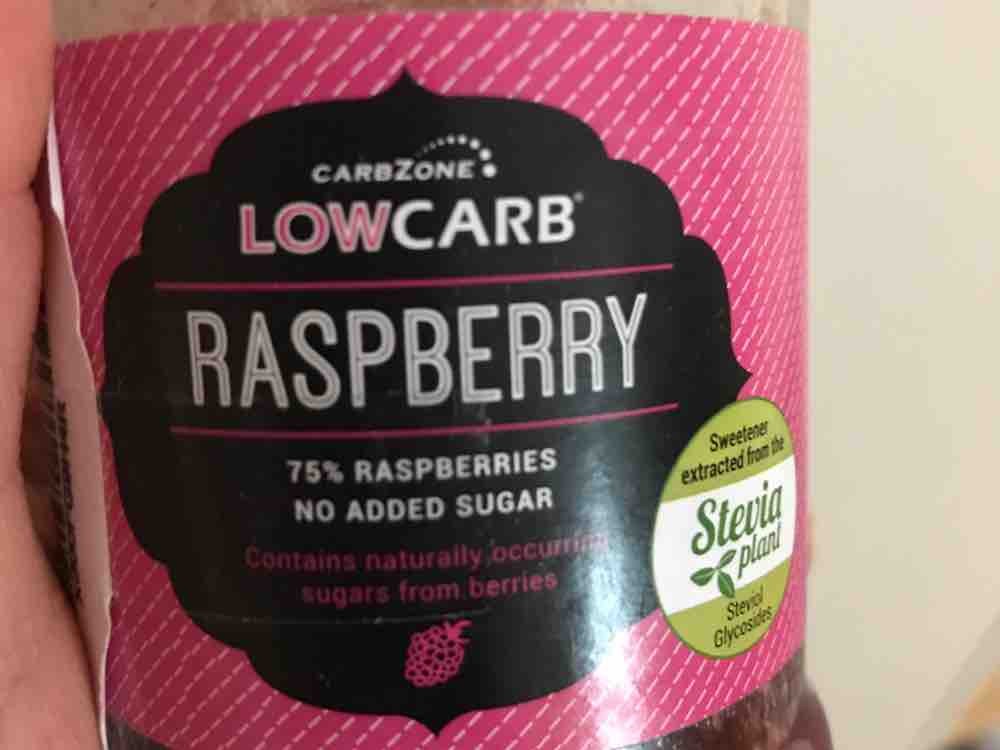 CARBZONE
LOWCARB®
RASPBERRY
75% RASPBERRIES
NO ADDED SUGAR
Contains naturally occurring
sugars from berries
Sweetener
extracted from the
Stevia
plant
Steviol
Glycosides